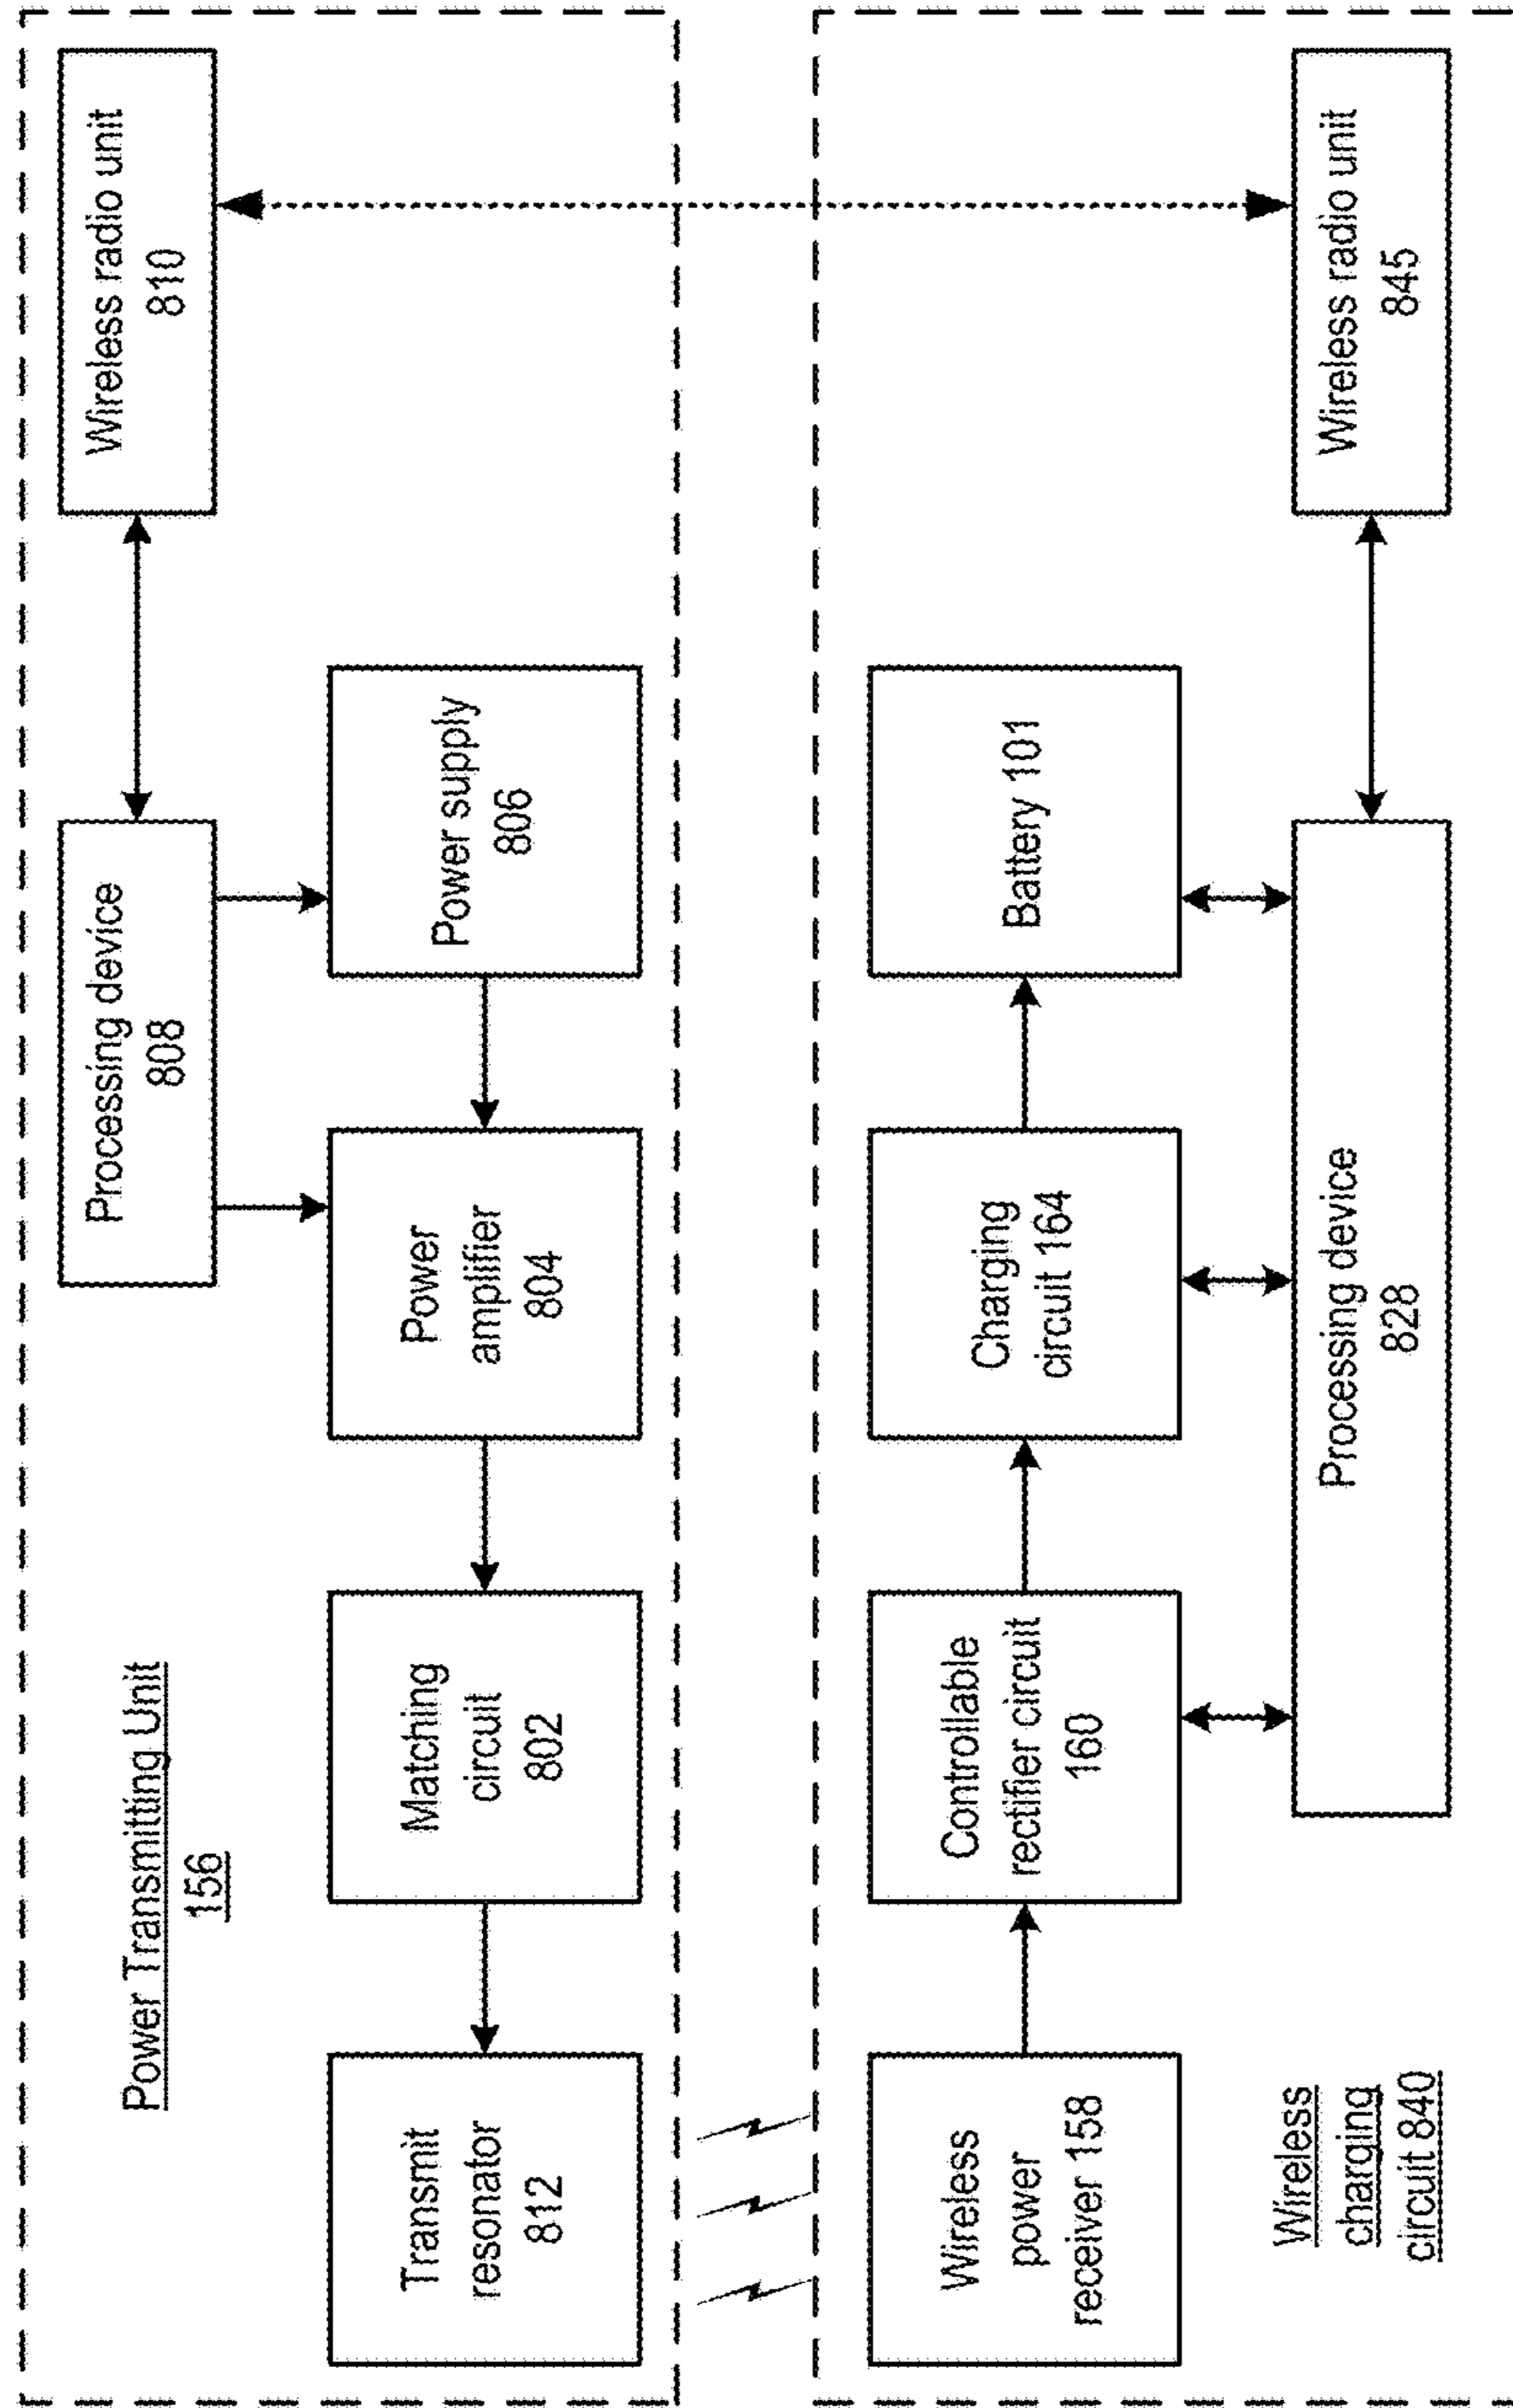 Power Transmitting Unit
156
Processing device
808
Wireless radio unit
810
Transmit
resonator
812
Matching
circuit
802
Power
amplifier
804
Power supply
806
Wireless
power
receiver 158
Controllable
rectifier circuit
160
Charging
circuit 164
Battery 101
Wireless
charging
circuit 840
Processing device
828
Wireless radio unit
845